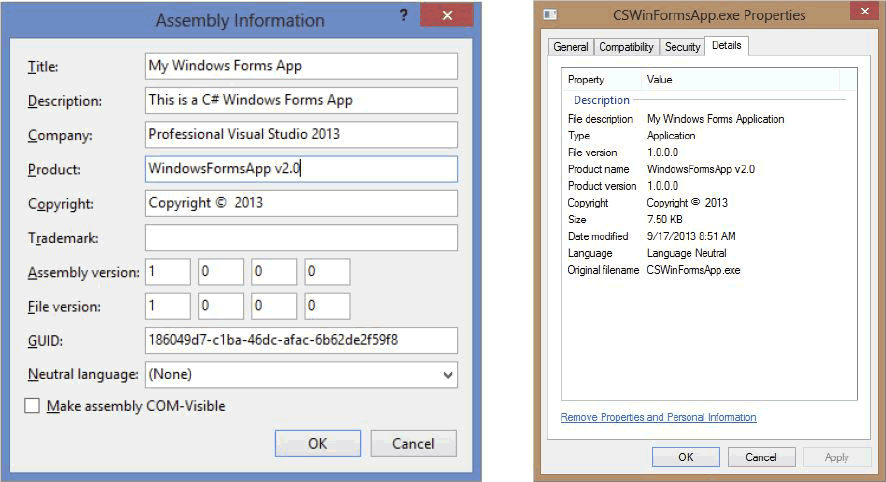 Assembly Information
?
Title: My Windows Forms App
Description: This is a C# Windows Forms App
Company: Professional Visual Studio 2013
Product: WindowsFormsApp v2.0
Copyright: Copyright © 2013
Trademark:
Assembly version: 1 0 0 0
File version: 1 0 0 0
GUID: 186049d7-c1ba-46dc-afac-6b62de2f59f8
Neutral language: (None)
Make assembly COM-Visible
OK Cancel
CSWinFormsApp.exe Properties
General Compatibility Security Details
Property Value
Description
File description My Windows Forms Application
Type Application
File version 1.0.0.0
Product name WindowsFormsApp v2.0
Product version 1.0.0.0
Copyright Copyright © 2013
Size 7.50 KB
Date modified 9/17/2013 8:51 AM
Language Language Neutral
Original filename CSWinFormsApp.exe
Remove Properties and Personal Information
OK Cancel Apply